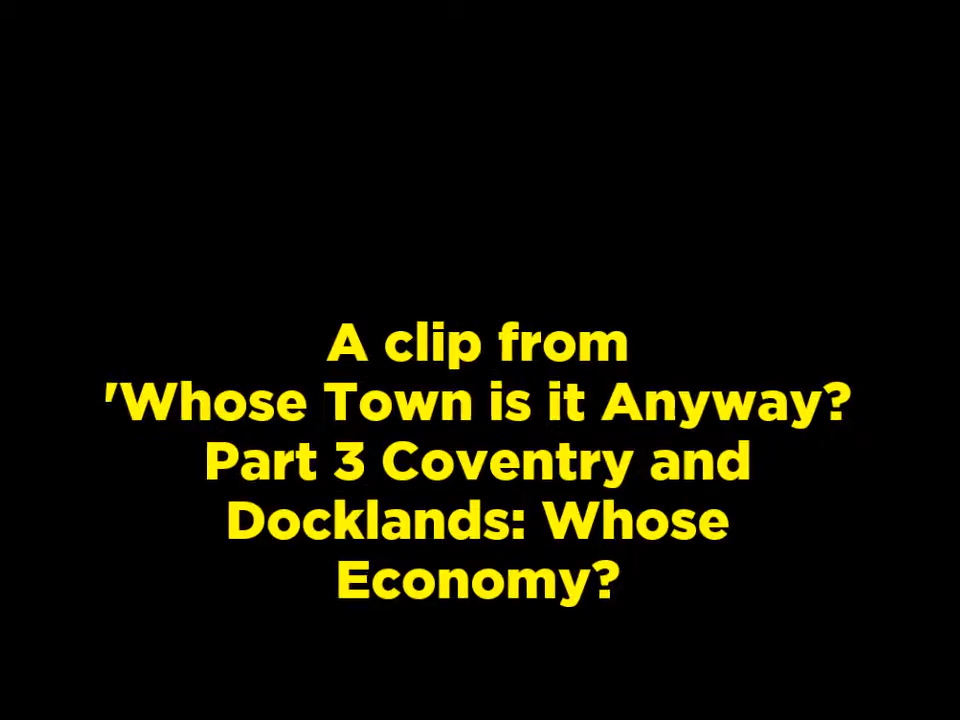 A clip from
'Whose Town is it Anyway?
Part 3 Coventry and
Docklands: Whose
Economy?